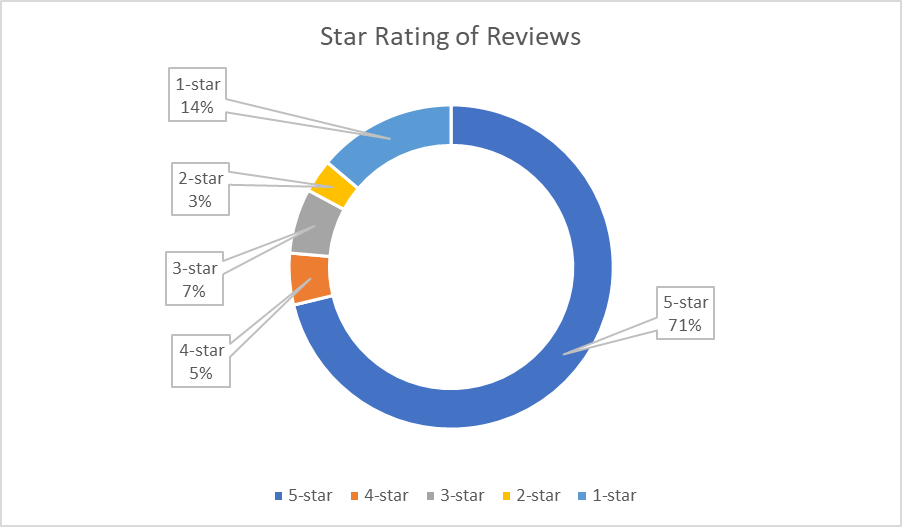 Star Rating of Reviews
1-star
14%
2-star
3%
3-star
7%
4-star
5%
5-star
71%
5-star 4-star 3-star 2-star 1-star